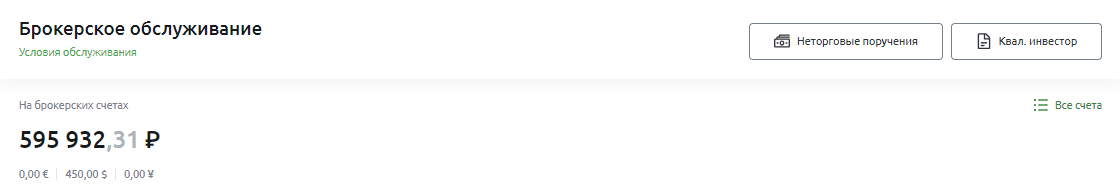 Брокерское обслуживание
Условия обслуживания
Неторговые поручения
Квал. инвестор
На брокерских счетах
Все счета
595 932,31 ₽
0,00 € | 450,00 $ | 0,00 ¥